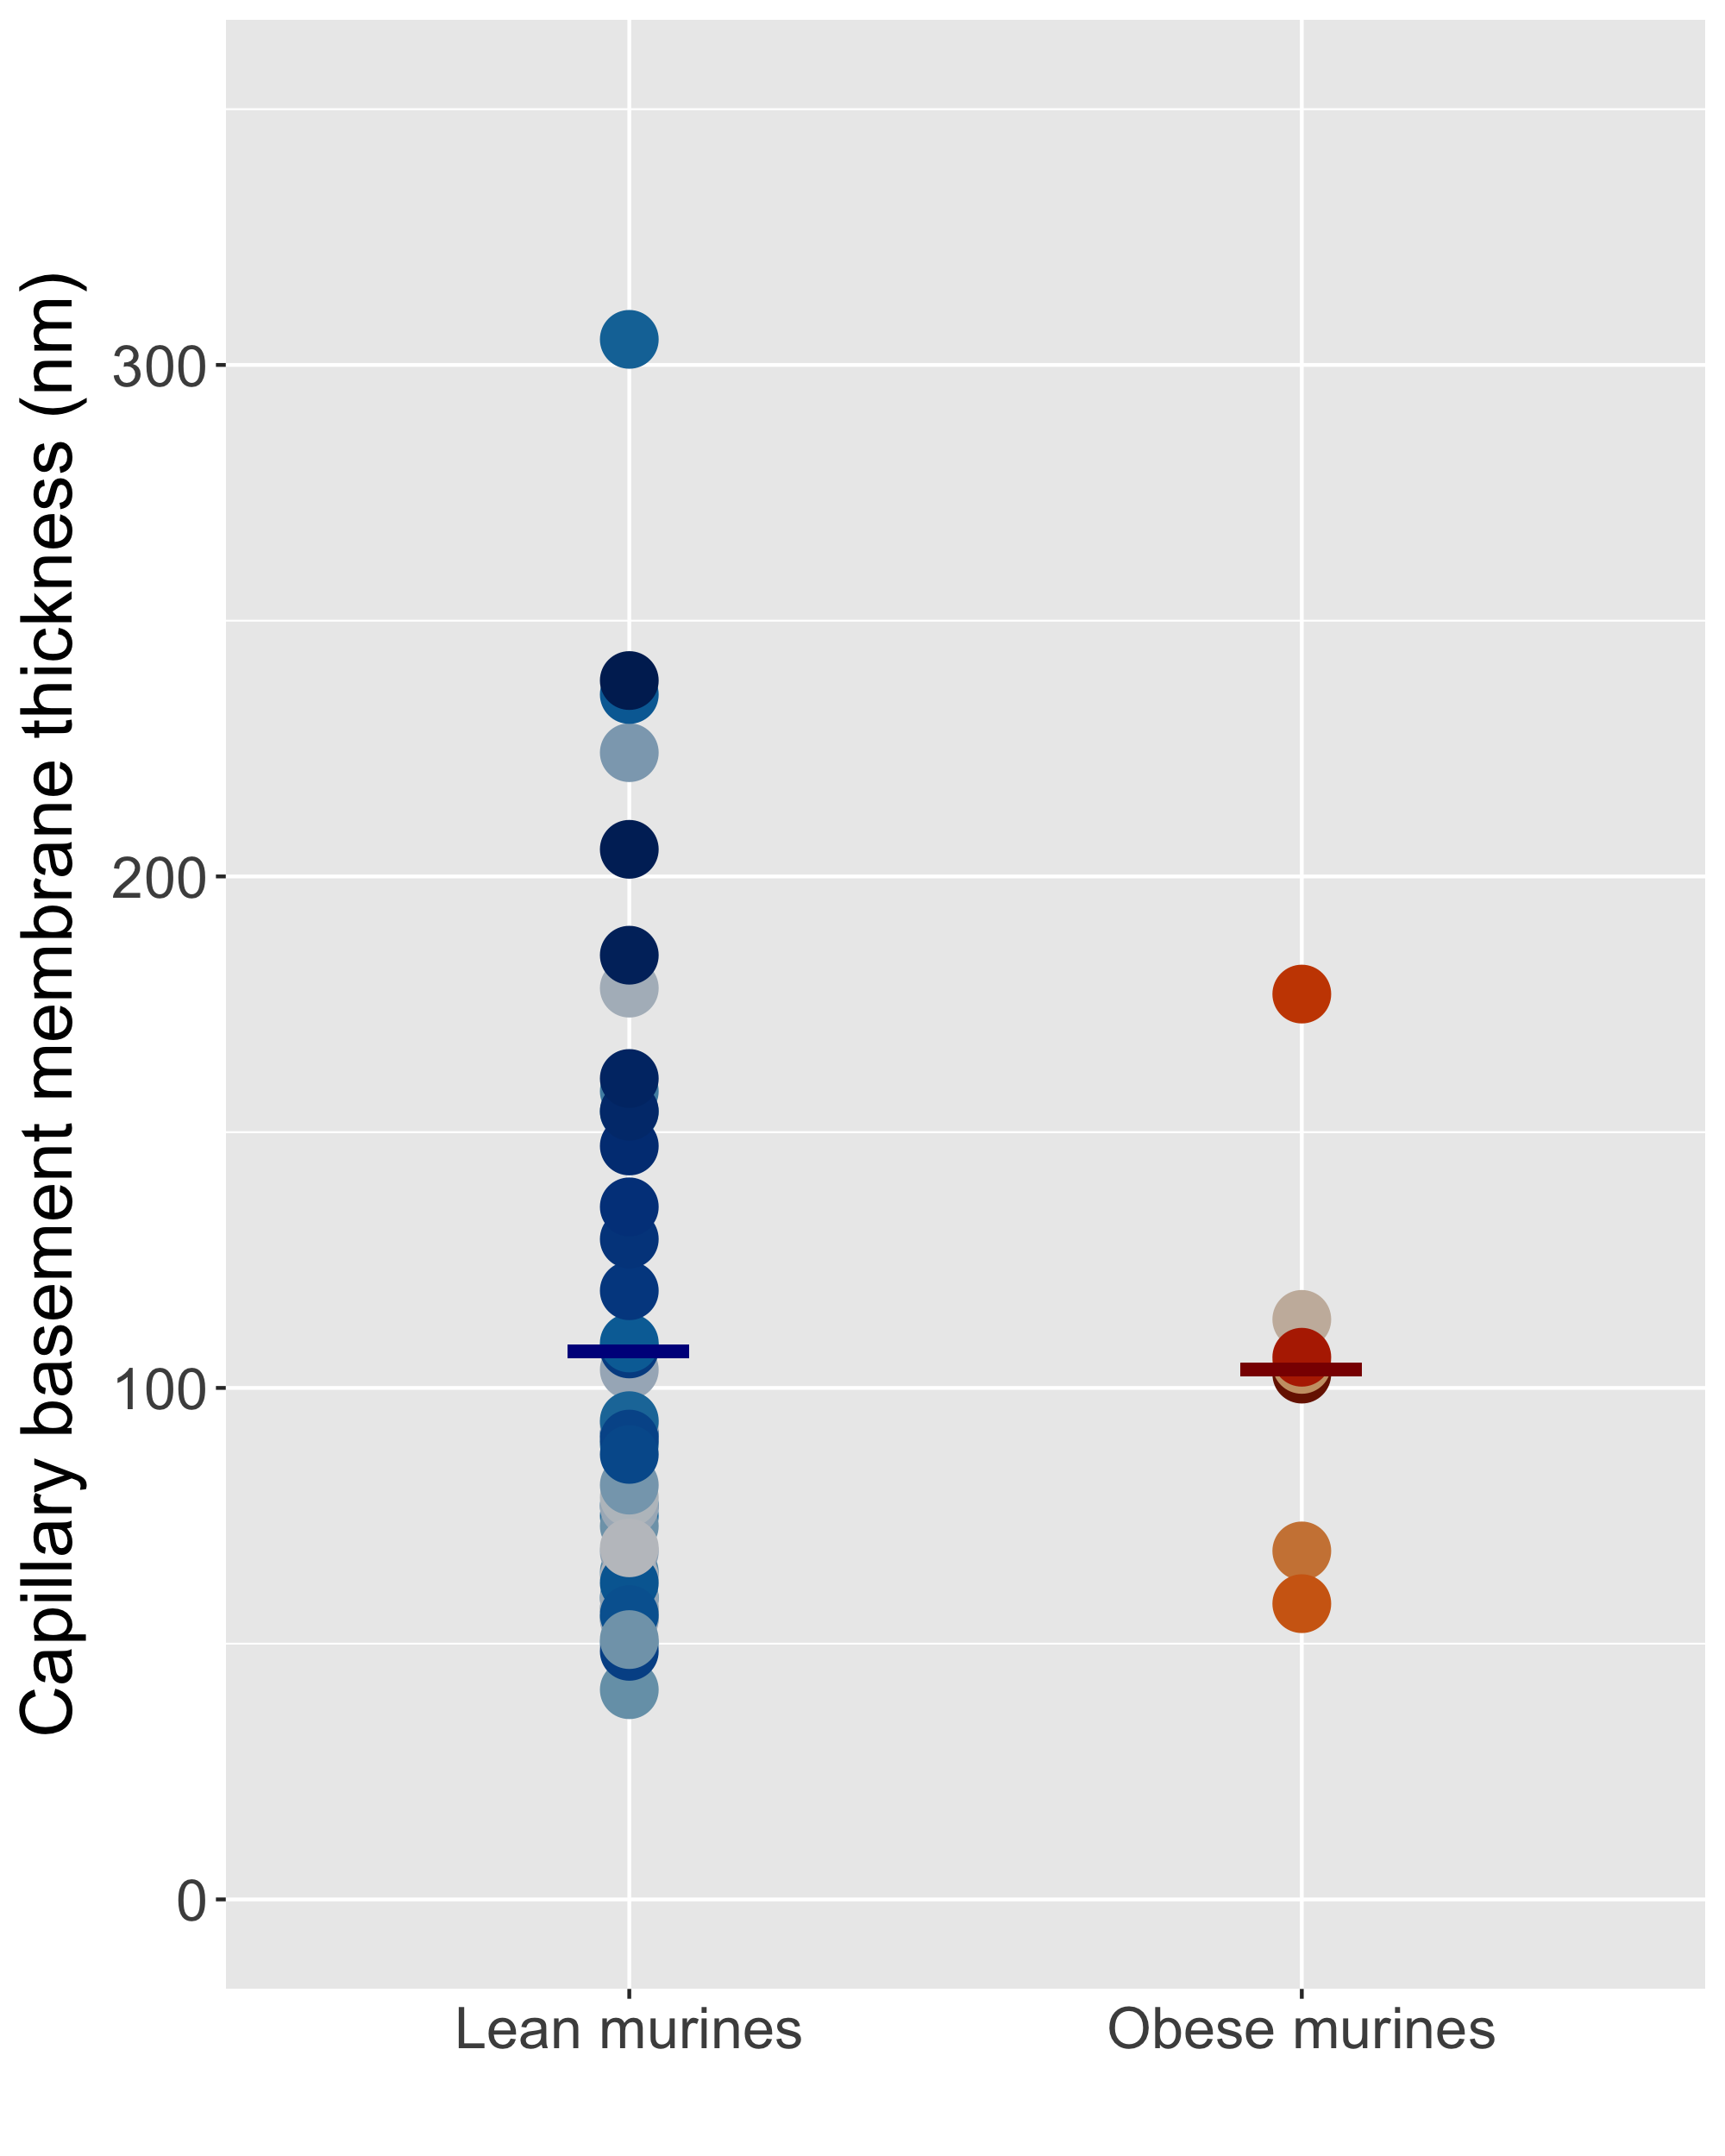 Capillary basement membrane thickness (nm)
300
200
100
0
Lean murines
Obese murines